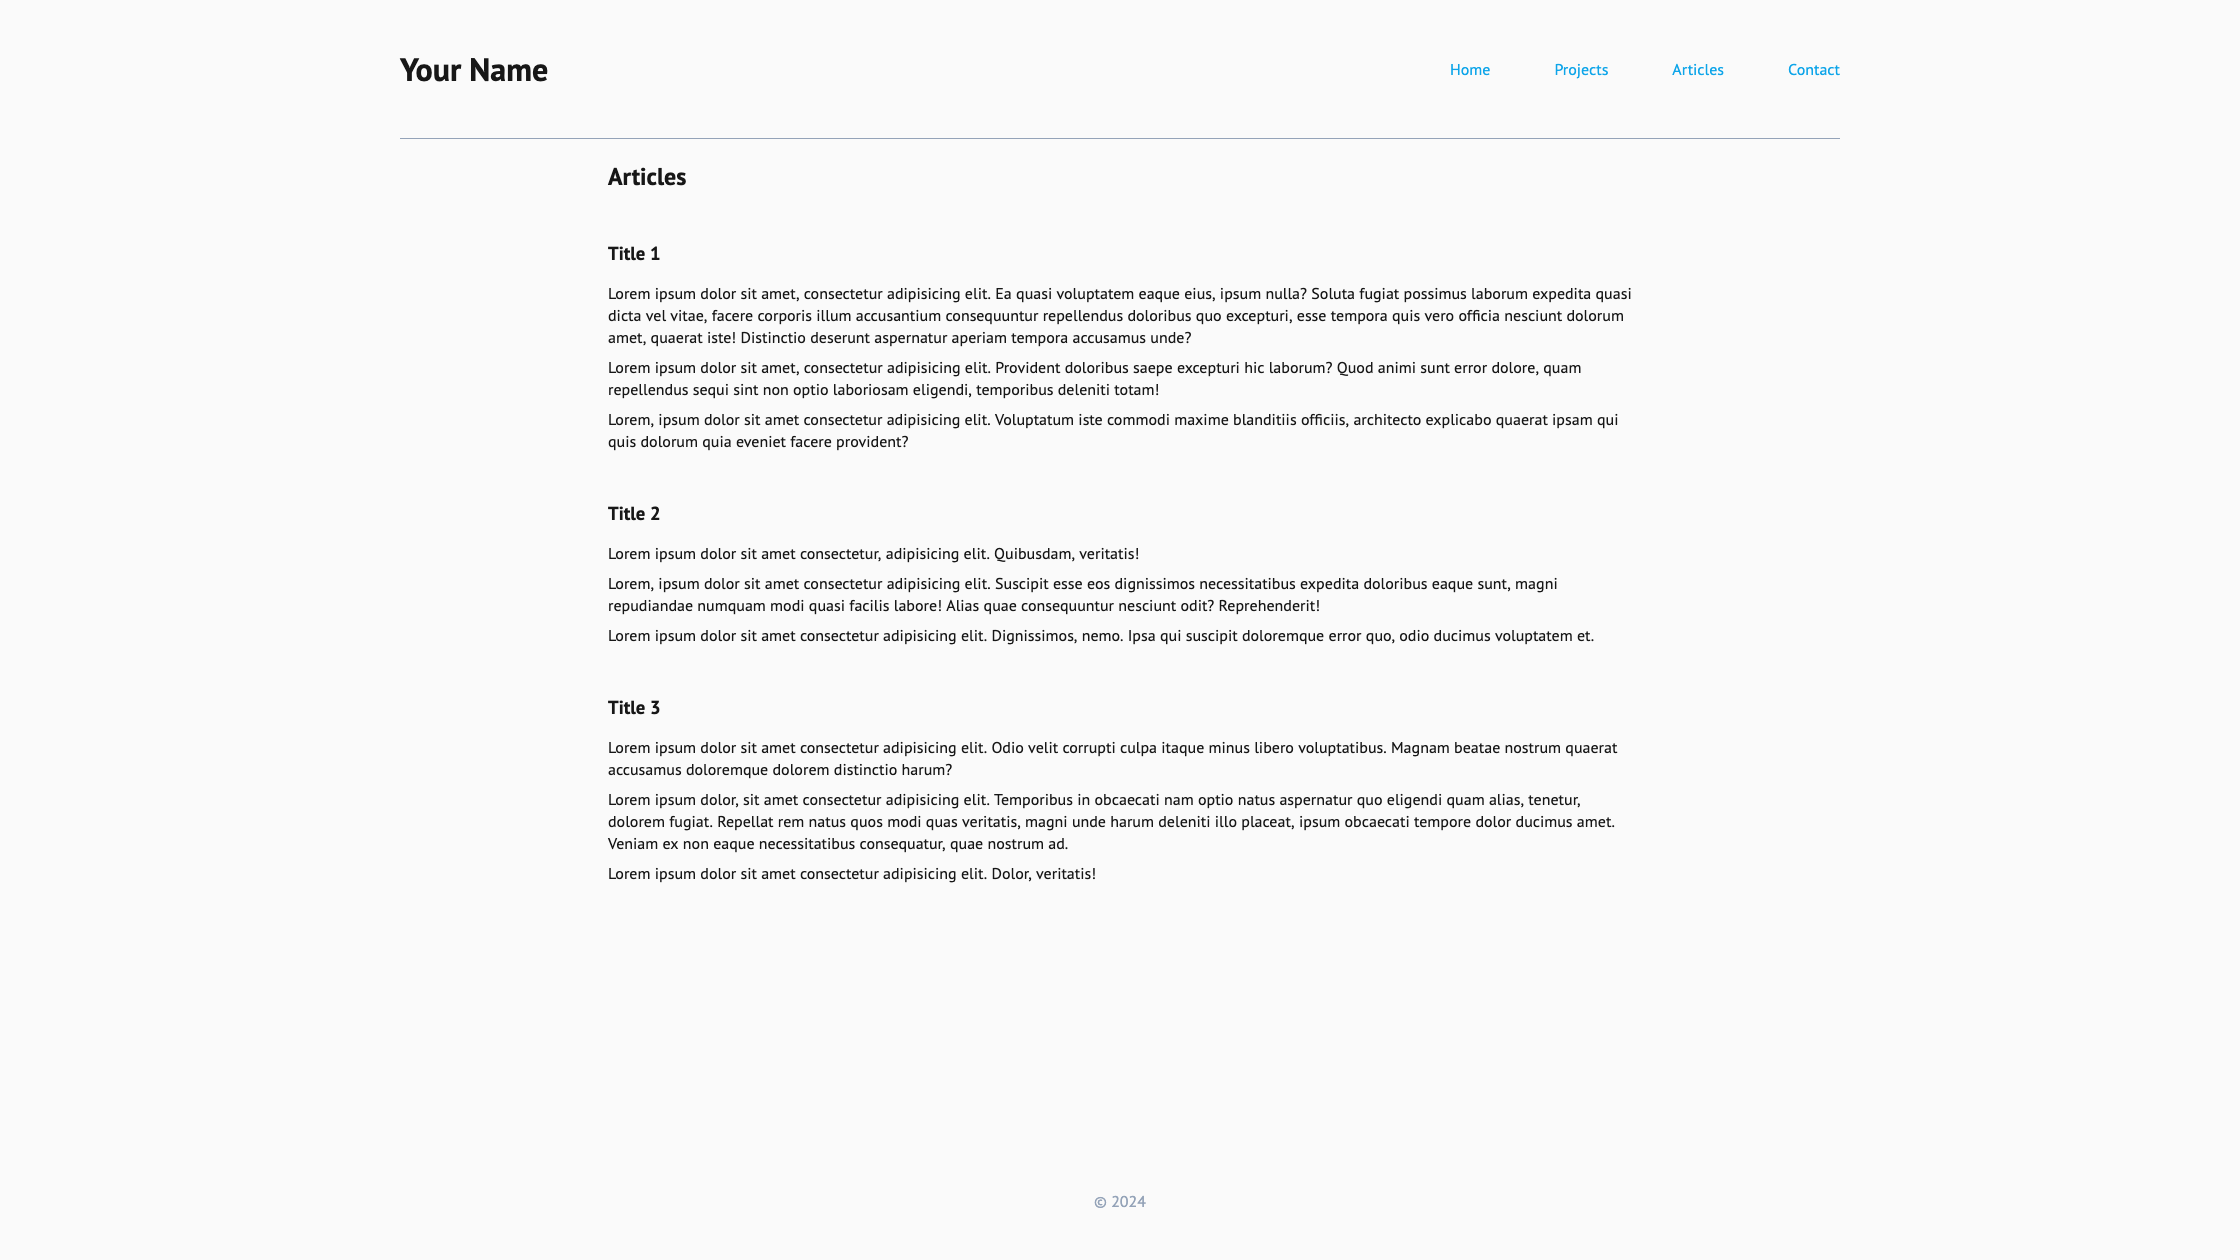 Your Name
Home Projects Articles Contact
Articles
Title 1
Lorem ipsum dolor sit amet, consectetur adipisicing elit. Ea quasi voluptatem eaque eius, ipsum nulla? Soluta fugiat possimus laborum expedita quasi
dicta vel vitae, facere corporis illum accusantium consequuntur repellendus doloribus quo excepturi, esse tempora quis vero officia nesciunt dolorum
amet, quaerat iste! Distinctio deserunt aspernatur aperiam tempora accusamus unde?
Lorem ipsum dolor sit amet, consectetur adipisicing elit. Provident doloribus saepe excepturi hic laborum? Quod animi sunt error dolore, quam
repellendus sequi sint non optio laboriosam eligendi, temporibus deleniti totam!
Lorem, ipsum dolor sit amet consectetur adipisicing elit. Voluptatum iste commodi maxime blanditiis officiis, architecto explicabo quaerat ipsam qui
quis dolorum quia eveniet facere provident?
Title 2
Lorem ipsum dolor sit amet consectetur, adipisicing elit. Quibusdam, veritatis!
Lorem, ipsum dolor sit amet consectetur adipisicing elit. Suscipit esse eos dignissimos necessitatibus expedita doloribus eaque sunt, magni
repudiandae numquam modi quasi facilis labore! Alias quae consequuntur nesciunt odit? Reprehenderit!
Lorem ipsum dolor sit amet consectetur adipisicing elit. Dignissimos, nemo. Ipsa qui suscipit doloremque error quo, odio ducimus voluptatem et.
Title 3
Lorem ipsum dolor sit amet consectetur adipisicing elit. Odio velit corrupti culpa itaque minus libero voluptatibus. Magnam beatae nostrum quaerat
accusamus doloremque dolorem distinctio harum?
Lorem ipsum dolor, sit amet consectetur adipisicing elit. Temporibus in obcaecati nam optio natus aspernatur quo eligendi quam alias, tenetur,
dolorem fugiat. Repellat rem natus quos modi quas veritatis, magni unde harum deleniti illo placeat, ipsum obcaecati tempore dolor ducimus amet.
Veniam ex non eaque necessitatibus consequatur, quae nostrum ad.
Lorem ipsum dolor sit amet consectetur adipisicing elit. Dolor, veritatis!
© 2024